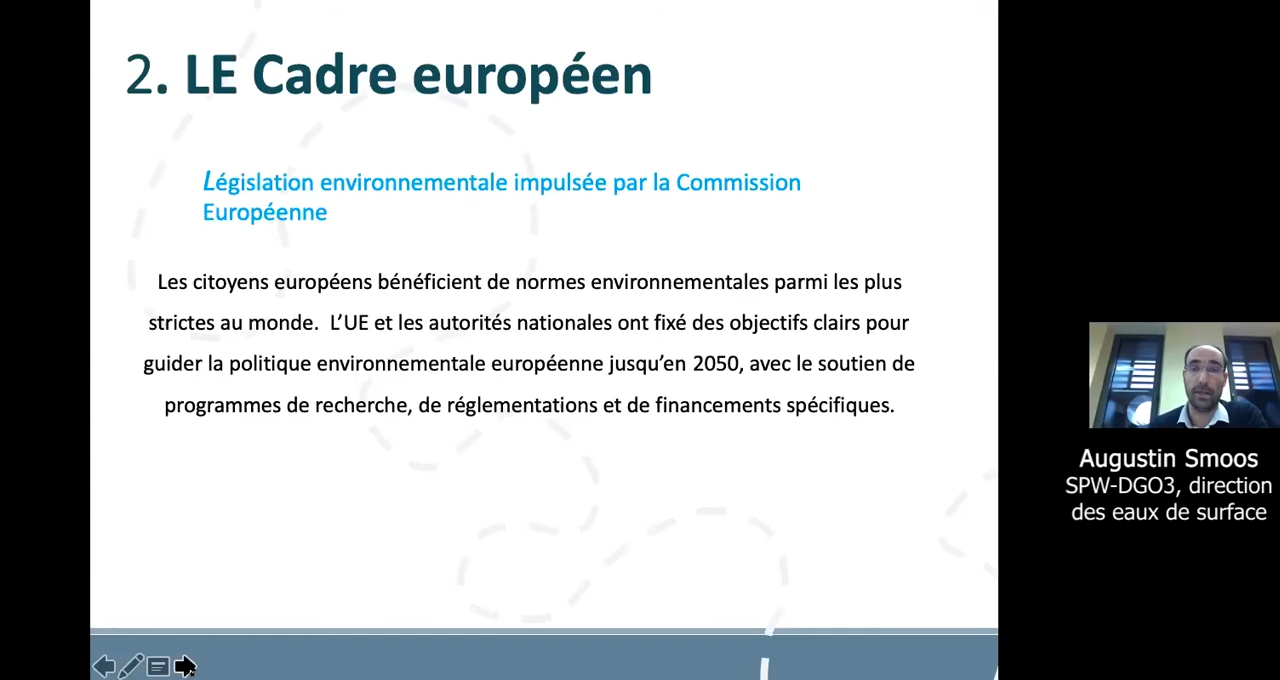 2. LE Cadre européen
Législation environnementale impulsée par la Commission
Européenne
Les citoyens européens bénéficient de normes environnementales parmi les plus
strictes au monde. L’UE et les autorités nationales ont fixé des objectifs clairs pour
guider la politique environnementale européenne jusqu’en 2050, avec le soutien de
programmes de recherche, de réglementations et de financements spécifiques.
Augustin Smoos
SPW-DGO3, direction
des eaux de surface